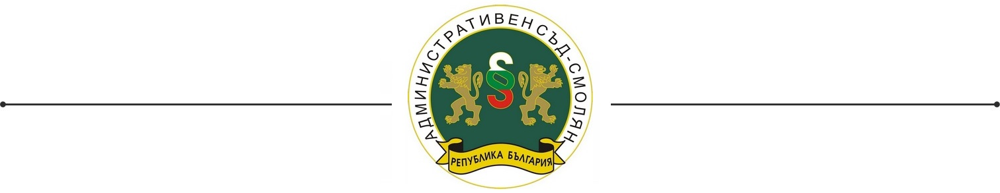 АДМИНИСТРАТИВЕН СЪД-СМОЛЯН
РЕПУБЛИКА БЪЛГАРИЯ